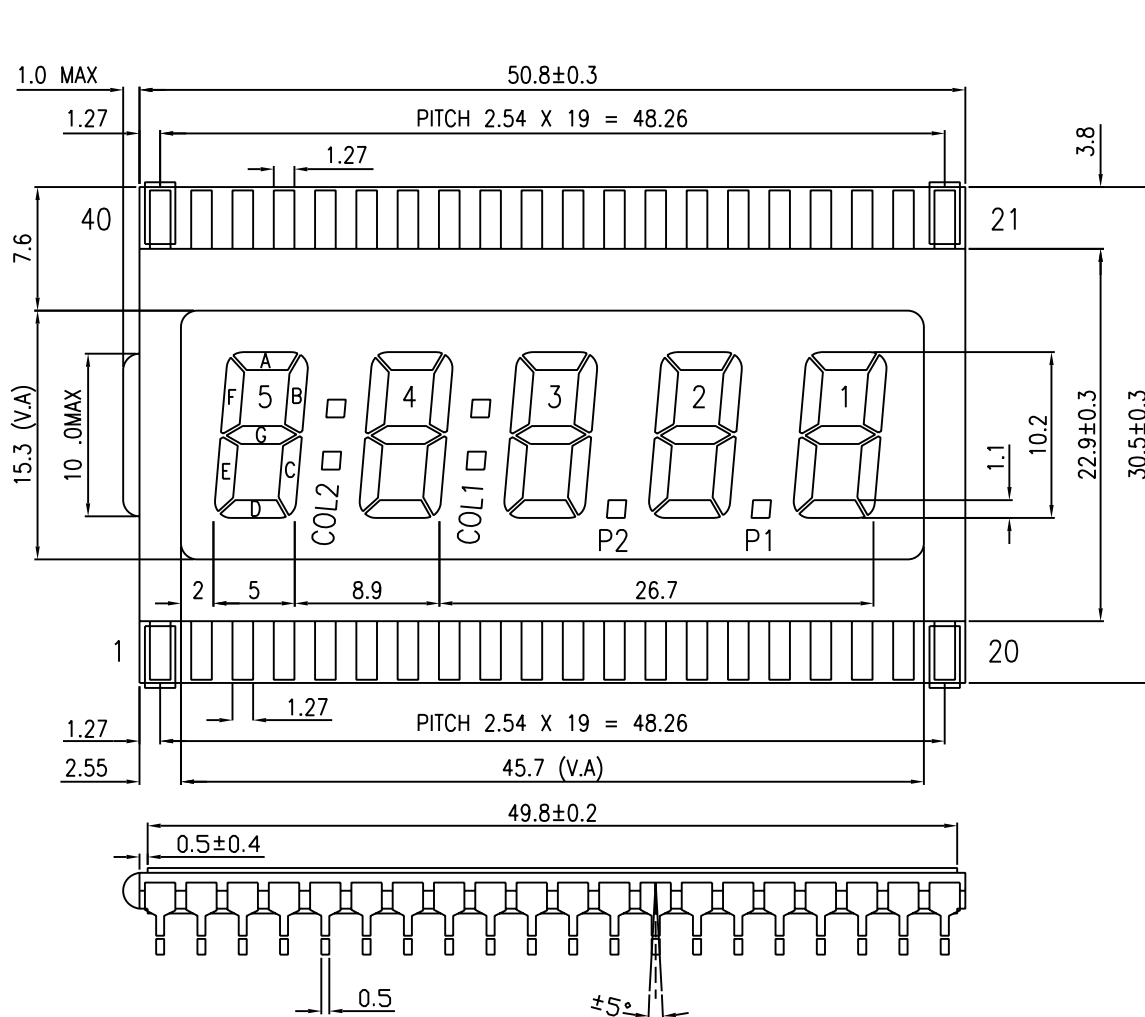 1.0 MAX
50.8±0.3
1.27
PITCH 2.54 X 19 = 48.26
3.8
1.27
40
21
7.6
A
F
5
B
4
3
2
1
G
E
C
D
15.3 (V.A)
10 .0MAX
COL2
COL1
P2
P1
1.1
10.2
22.9±0.3
30.5±0.3
2
5
8.9
26.7
1
20
1.27
1.27
PITCH 2.54 X 19 = 48.26
2.55
45.7 (V.A)
49.8±0.2
0.5±0.4
0.5
±5°